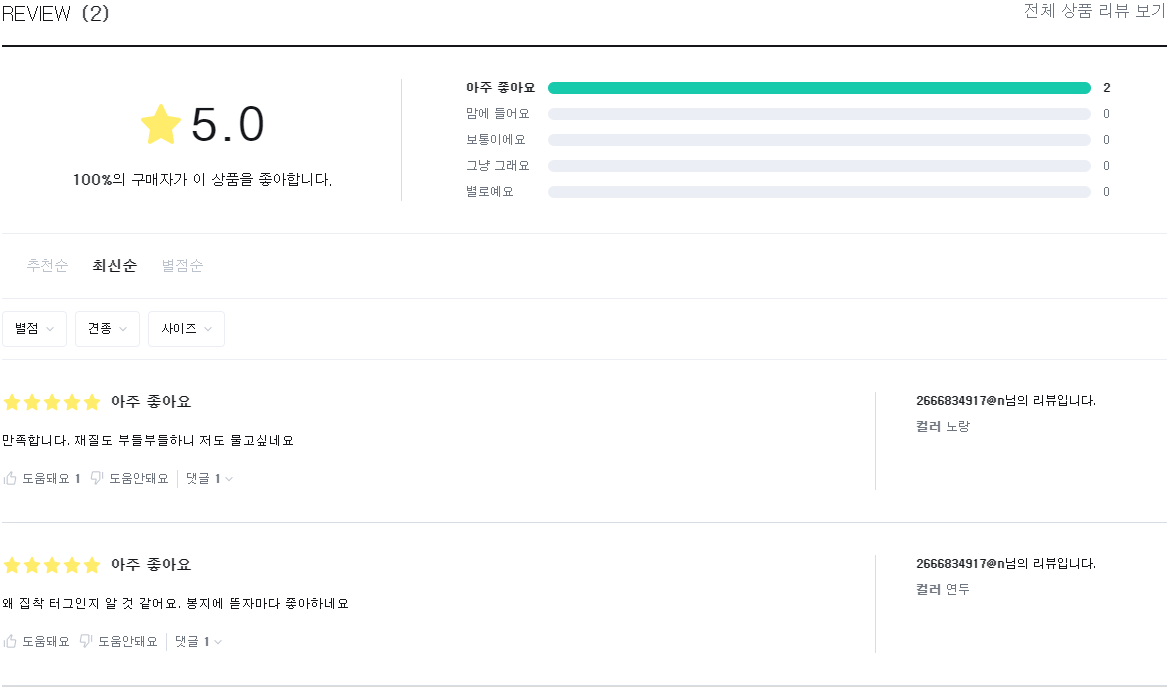 REVIEW (2)
전체 상품 리뷰 보기
5.0
100%의 구매자가 이 상품을 좋아합니다.
아주 좋아요 2
맘에 들어요 0
보통이에요 0
그냥 그래요 0
별로예요 0
추천순 최신순 별점순
별점 견종 사이즈
아주 좋아요
만족합니다. 재질도 부들부들하니 저도 물고싶네요
도움돼요 1 도움안돼요 댓글 1
2666834917@n님의 리뷰입니다.
컬러 노랑
아주 좋아요
왜 집착 터그인지 알 것 같어요. 봉지에 뜯자마다 좋아하네요
도움돼요 도움안돼요 댓글 1
2666834917@n님의 리뷰입니다.
컬러 연두